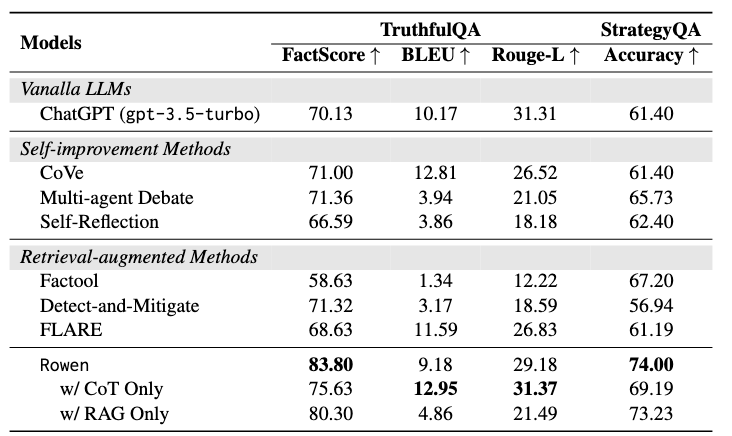 Models TruthfulQA StrategyQA
FactScore ↑ BLEU ↑ Rouge-L ↑ Accuracy ↑
Vanalla LLMs
ChatGPT (gpt-3.5-turbo) 70.13 10.17 31.31 61.40
Self-improvement Methods
CoVe 71.00 12.81 26.52 61.40
Multi-agent Debate 71.36 3.94 21.05 65.73
Self-Reflection 66.59 3.86 18.18 62.40
Retrieval-augmented Methods
Factool 58.63 1.34 12.22 67.20
Detect-and-Mitigate 71.32 3.17 18.59 56.94
FLARE 68.63 11.59 26.83 61.19
Rowen 83.80 9.18 29.18 74.00
w/ CoT Only 75.63 12.95 31.37 69.19
w/ RAG Only 80.30 4.86 21.49 73.23